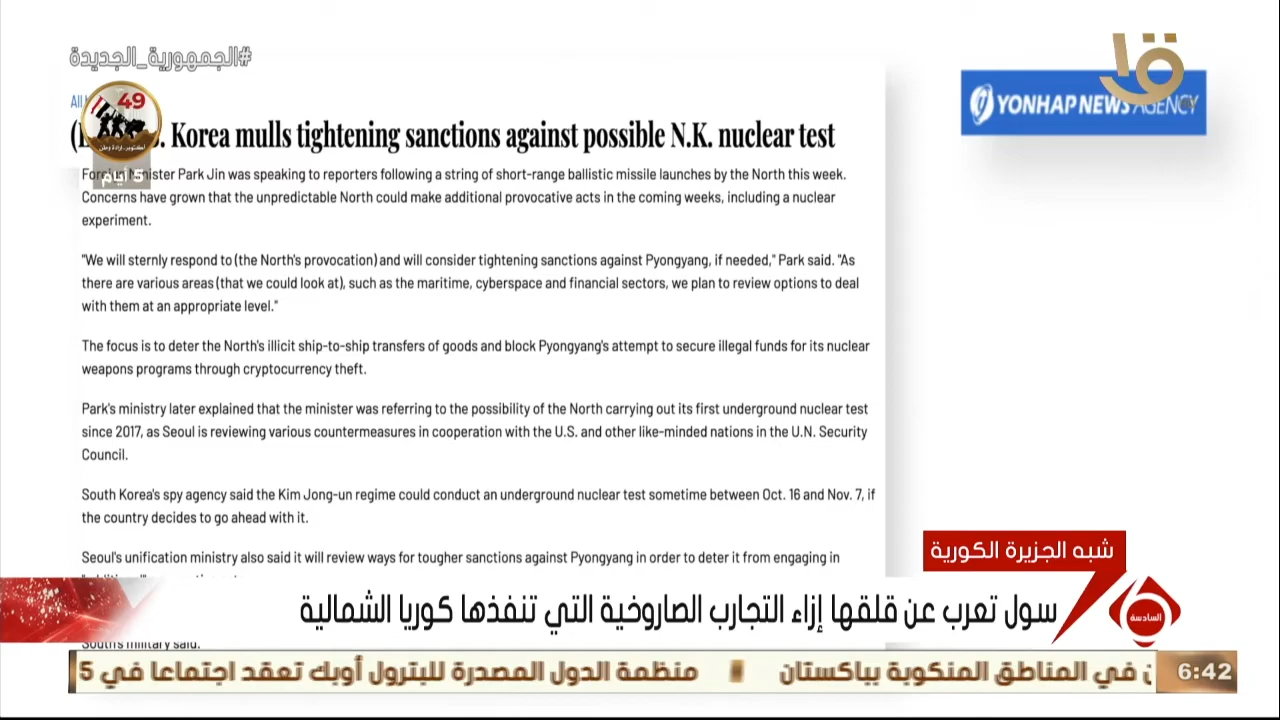 #الجمهورية_الجديدة
YONHAP NEWS AGENCY
All
49
أكتوبر.. إرادة وطن
5 أيام
Korea mulls tightening sanctions against possible N.K. nuclear test
Minister Park Jin was speaking to reporters following a string of short-range ballistic missile launches by the North this week.
Concerns have grown that the unpredictable North could make additional provocative acts in the coming weeks, including a nuclear
experiment.
"We will sternly respond to (the North's provocation) and will consider tightening sanctions against Pyongyang, if needed," Park said. "As
there are various areas (that we could look at), such as the maritime, cyberspace and financial sectors, we plan to review options to deal
with them at an appropriate level."
The focus is to deter the North's illicit ship-to-ship transfers of goods and block Pyongyang's attempt to secure illegal funds for its nuclear
weapons programs through cryptocurrency theft.
Park's ministry later explained that the minister was referring to the possibility of the North carrying out its first underground nuclear test
since 2017, as Seoul is reviewing various countermeasures in cooperation with the U.S. and other like-minded nations in the U.N. Security
Council.
South Korea's spy agency said the Kim Jong-un regime could conduct an underground nuclear test sometime between Oct. 16 and Nov. 7, if
the country decides to go ahead with it.
Seoul's unification ministry also said it will review ways for tougher sanctions against Pyongyang in order to deter it from engaging in
شبه الجزيرة الكورية
السادسة
سول تعرب عن قلقها إزاء التجارب الصاروخية التي تنفذها كوريا الشمالية
South's military said.
في المناطق المنكوبة بباكستان منظمة الدول المصدرة للبترول أوبك تعقد اجتماعا في 5
6:42